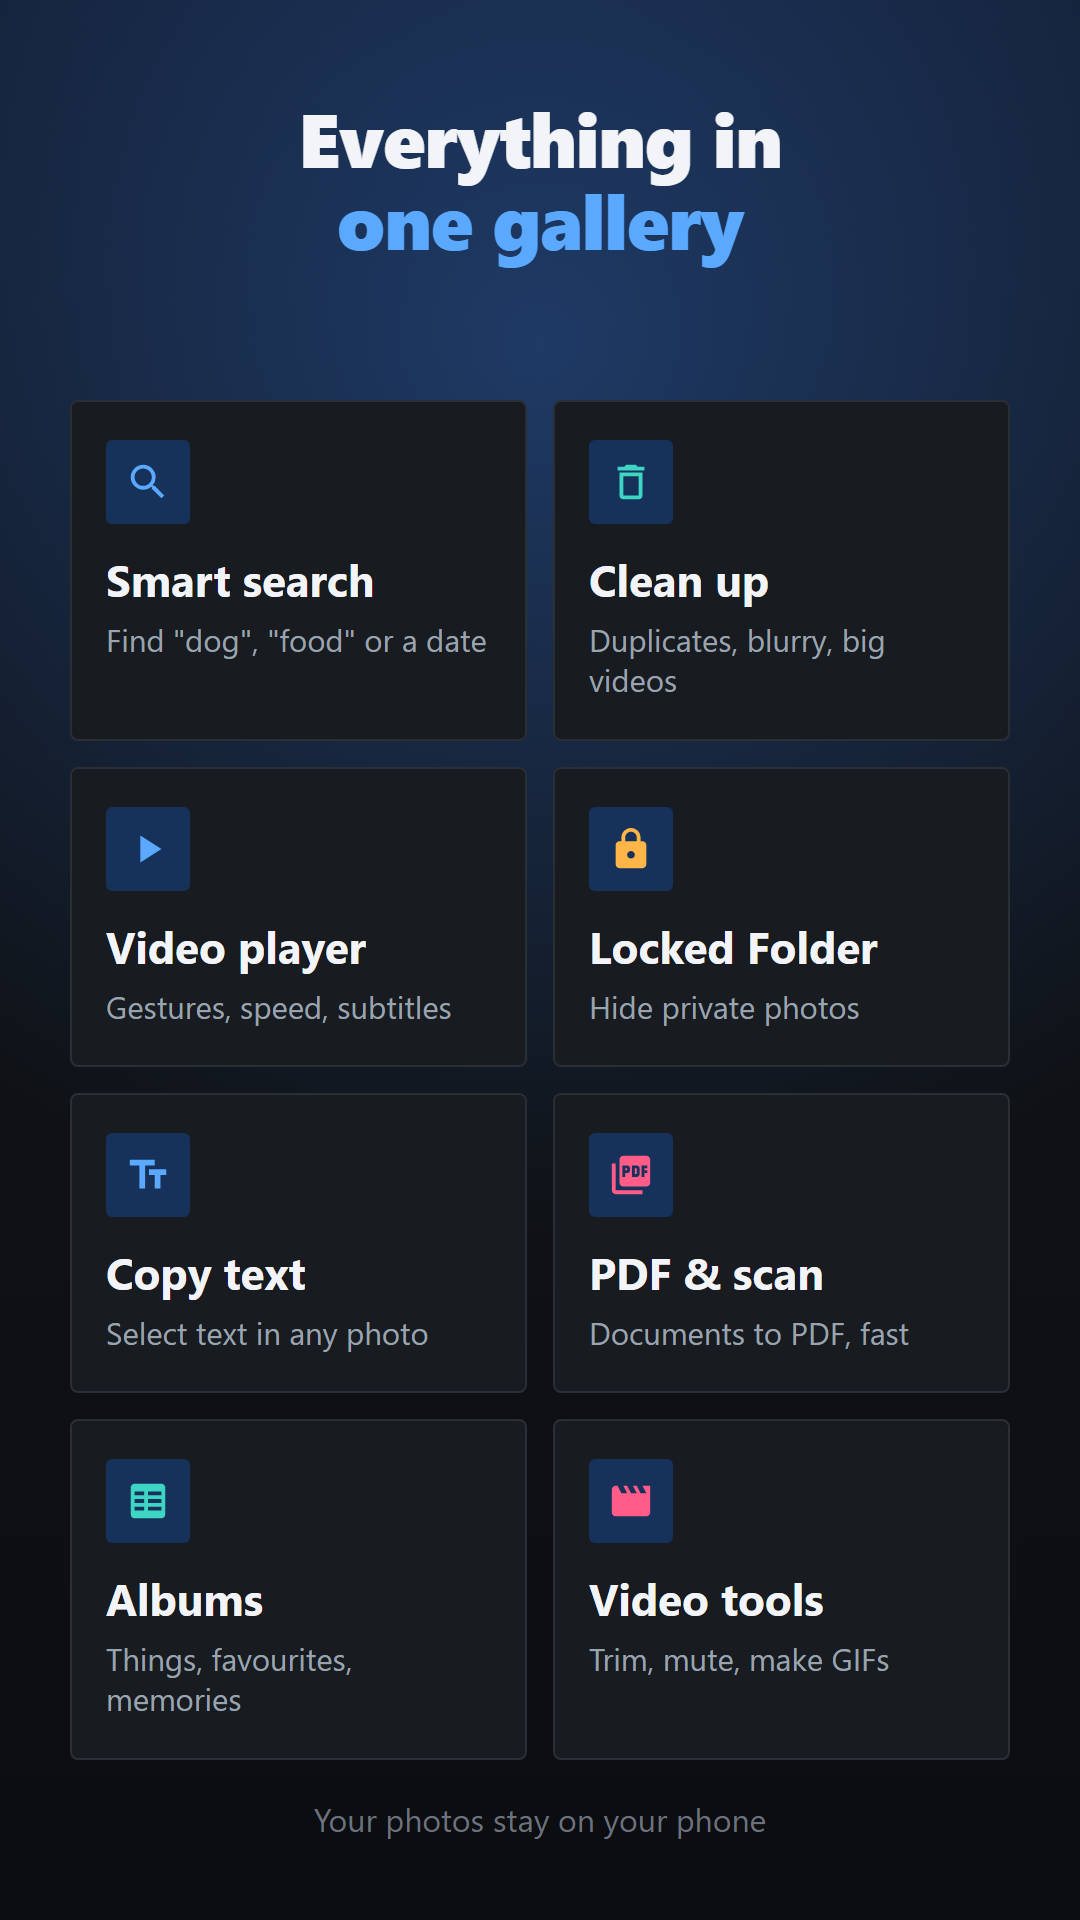 Everything in
one gallery
Smart search
Find "dog", "food" or a date
Clean up
Duplicates, blurry, big
videos
Video player
Gestures, speed, subtitles
Locked Folder
Hide private photos
Copy text
Select text in any photo
PDF
PDF & scan
Documents to PDF, fast
Albums
Things, favourites,
memories
Video tools
Trim, mute, make GIFs
Your photos stay on your phone